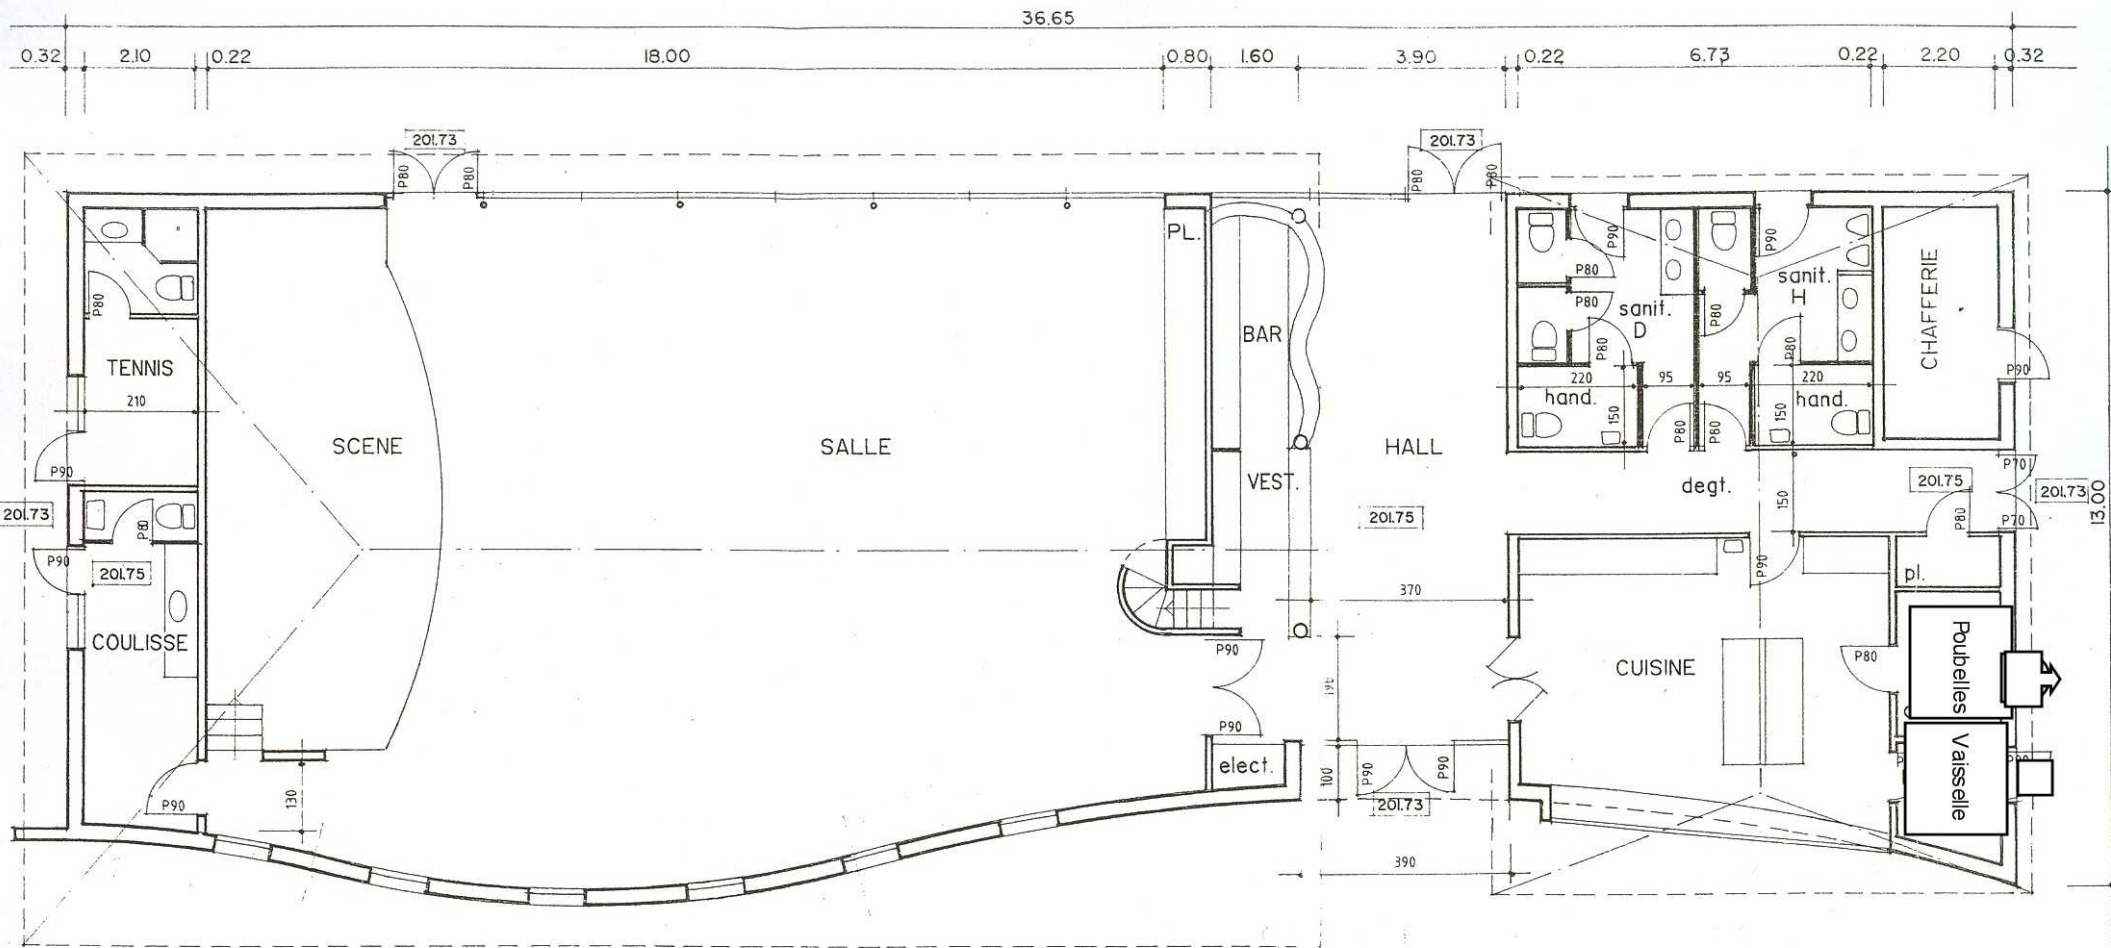 36.65
0.32 2.10 0.22 18.00 0.80 1.60 3.90 0.22 6.73 0.22 2.20 0.32
201.73
201.73
P80 P80
P80 P80
PL.
P90
P90
P80
P80
P80
sanit.
D
sanit.
H
P80
P80
P80
BAR
CHAFFERIE
P90
TENNIS
210
220 95 95 220
hand.
150
hand.
150
P80 P80
SCENE
SALLE
HALL
P90
VEST.
degt.
150
P70
201.75
201.73
P80
P70
13.00
201.73
P80
201.75
P90
201.75
P90
pl.
370
COULISSE
P90
190
CUISINE
P80
Poubelles
P90
elect.
100
P90 P90
201.73
Vaisselle
P90
130
390